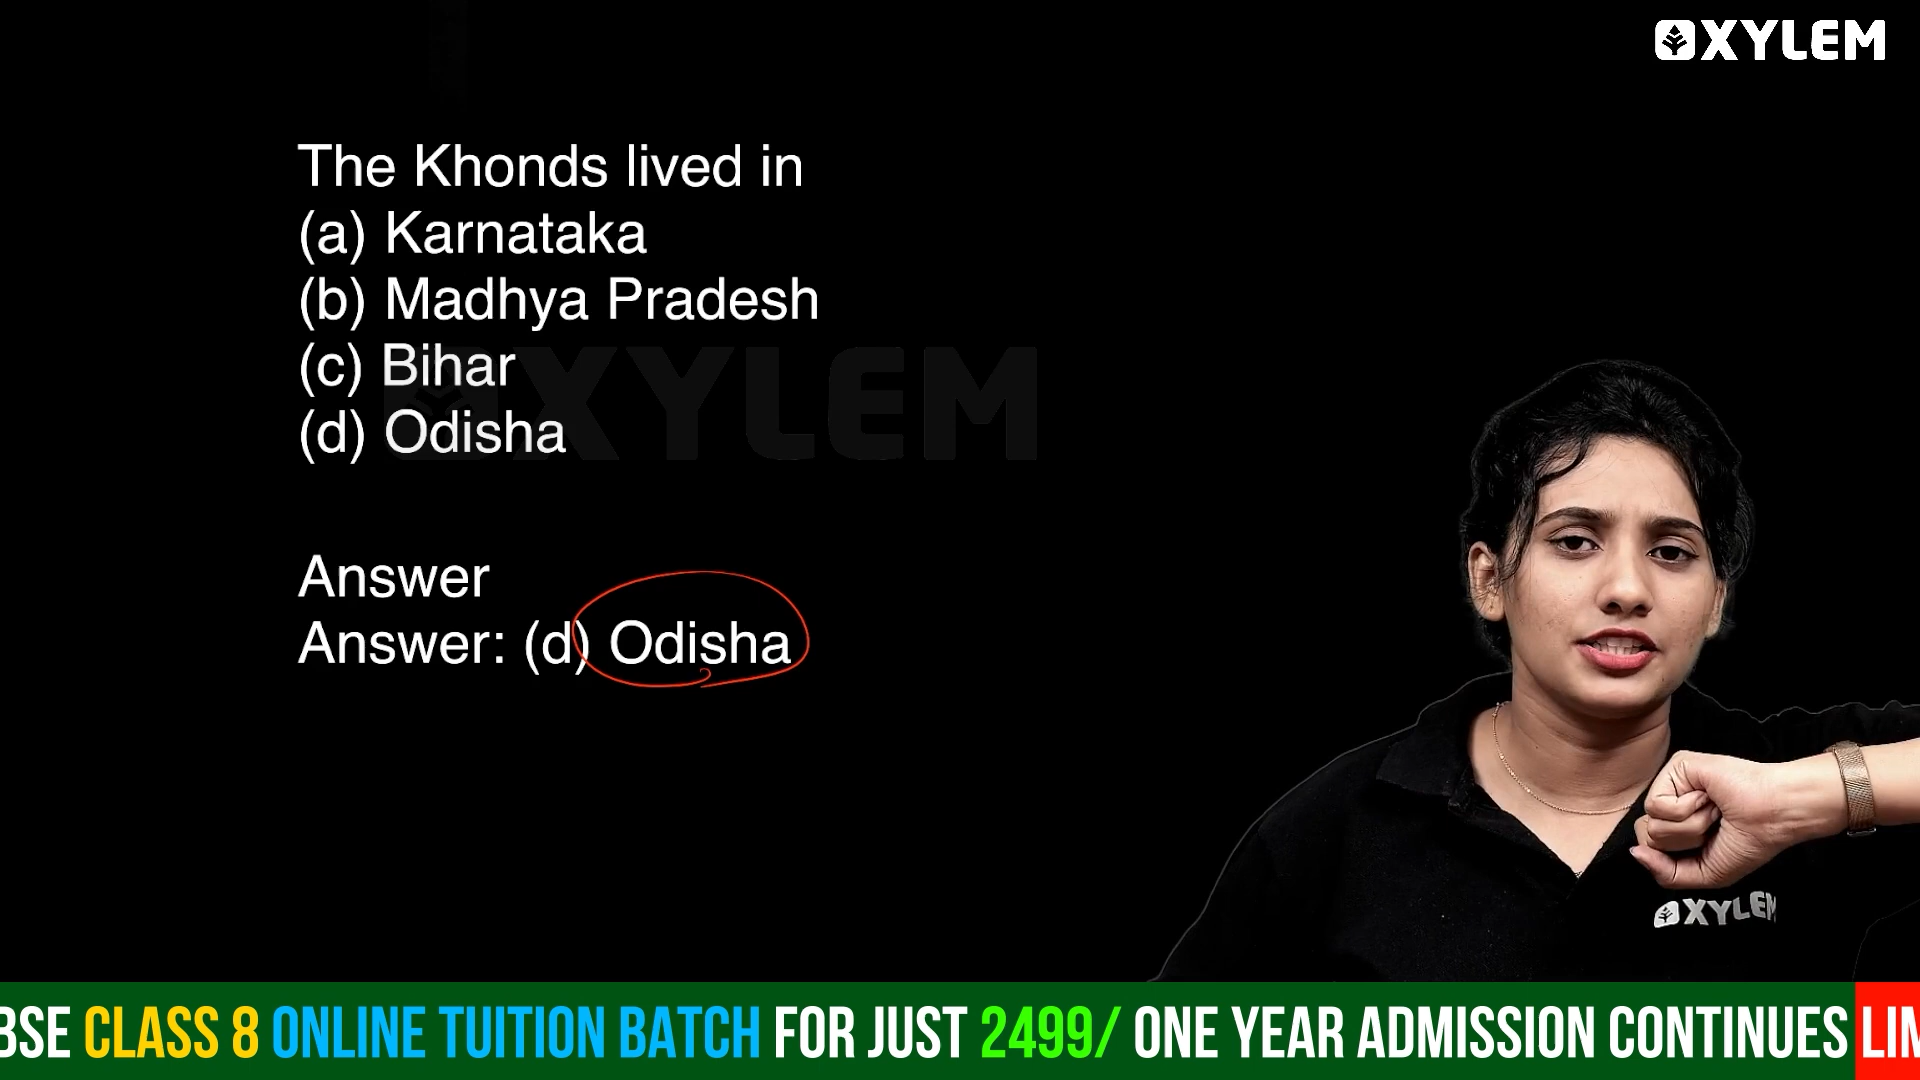 XYLEM
The Khonds lived in
(a) Karnataka
(b) Madhya Pradesh
(c) Bihar
(d) Odisha
XYLEM
Answer
Answer: (d) Odisha
XYLEM
BSE CLASS 8 ONLINE TUITION BATCH FOR JUST 2499/ ONE YEAR ADMISSION CONTINUES LIM